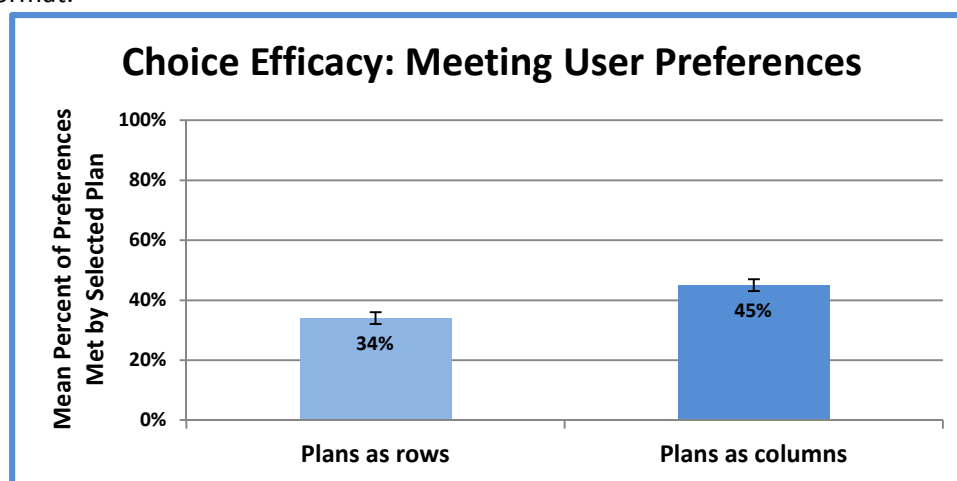 Choice Efficacy: Meeting User Preferences
Mean Percent of Preferences
Met by Selected Plan
100%
80%
60%
40%
20%
0%
34%
45%
Plans as rows
Plans as columns